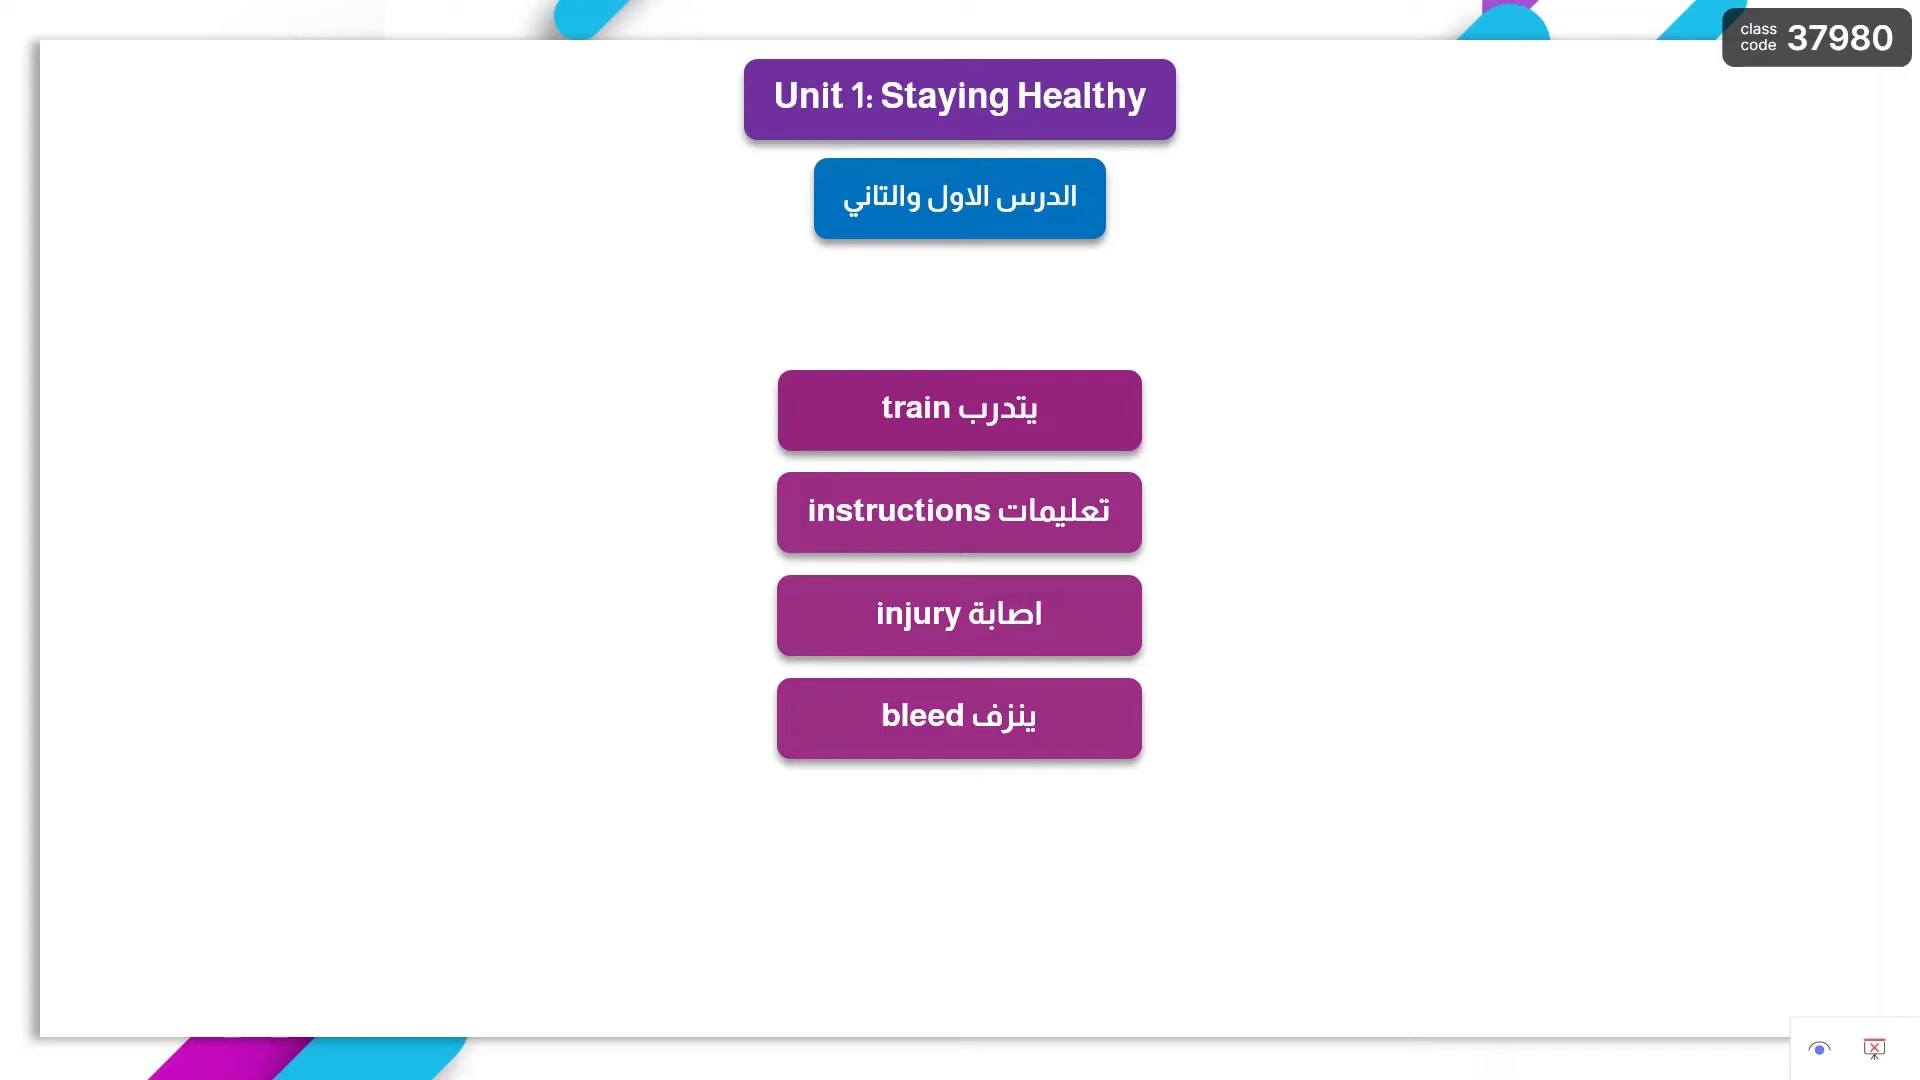 class code 37980
Unit 1: Staying Healthy
الدرس الاول والتاني
train يتدرب
instructions تعليمات
injury اصابة
bleed ينزف